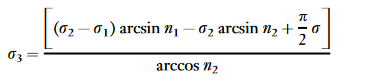 σ₃ = [(σ₂ − σ₁) arcsin n₁ − σ₂ arcsin n₂ + π/2 σ] / arccos n₂